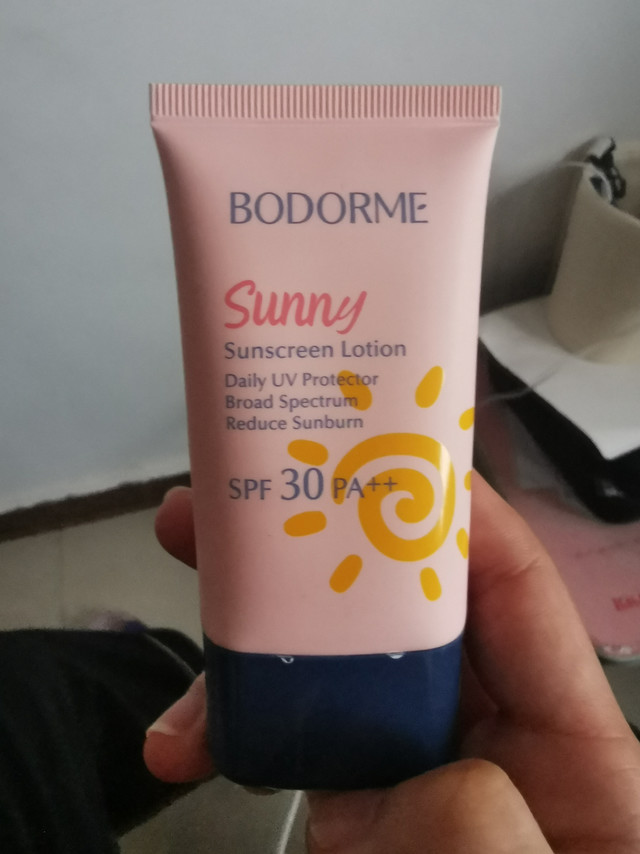 BODORME
Sunny
Sunscreen Lotion
Daily UV Protector
Broad Spectrum
Reduce Sunburn
SPF 30 PA++